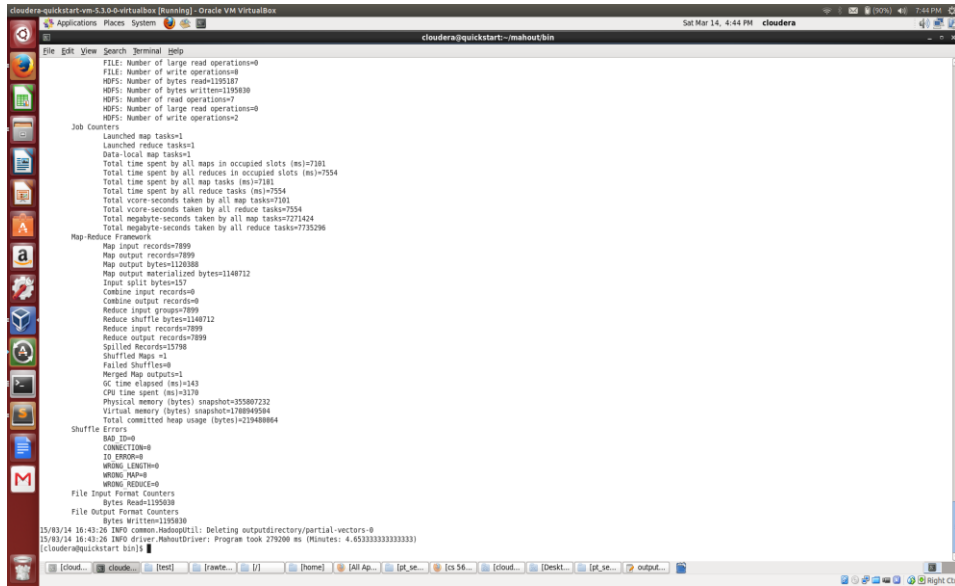 cloudera-quickstart-vm-5.3.0-0-virtualbox [Running] - Oracle VM VirtualBox
(90%) 7:44 PM
Applications Places System
Sat Mar 14, 4:44 PM cloudera
cloudera@quickstart:~/mahout/bin
File Edit View Search Terminal Help
FILE: Number of large read operations=0
FILE: Number of write operations=0
HDFS: Number of bytes read=1195187
HDFS: Number of bytes written=1195030
HDFS: Number of read operations=7
HDFS: Number of large read operations=0
HDFS: Number of write operations=2
Job Counters
Launched map tasks=1
Launched reduce tasks=1
Data-local map tasks=1
Total time spent by all maps in occupied slots (ms)=7101
Total time spent by all reduces in occupied slots (ms)=7554
Total time spent by all map tasks (ms)=7101
Total time spent by all reduce tasks (ms)=7554
Total vcore-seconds taken by all map tasks=7101
Total vcore-seconds taken by all reduce tasks=7554
Total megabyte-seconds taken by all map tasks=7271424
Total megabyte-seconds taken by all reduce tasks=7735296
Map-Reduce Framework
Map input records=7899
Map output records=7899
Map output bytes=1120388
Map output materialized bytes=1140712
Input split bytes=157
Combine input records=0
Combine output records=0
Reduce input groups=7899
Reduce shuffle bytes=1140712
Reduce input records=7899
Reduce output records=7899
Spilled Records=15798
Shuffled Maps =1
Failed Shuffles=0
Merged Map outputs=1
GC time elapsed (ms)=143
CPU time spent (ms)=3170
Physical memory (bytes) snapshot=355807232
Virtual memory (bytes) snapshot=1708949504
Total committed heap usage (bytes)=219480064
Shuffle Errors
BAD_ID=0
CONNECTION=0
IO_ERROR=0
WRONG_LENGTH=0
WRONG_MAP=0
WRONG_REDUCE=0
File Input Format Counters
Bytes Read=1195030
File Output Format Counters
Bytes Written=1195030
15/03/14 16:43:26 INFO common.HadoopUtil: Deleting outputdirectory/partial-vectors-0
15/03/14 16:43:26 INFO driver.MahoutDriver: Program took 279200 ms (Minutes: 4.653333333333333)
[cloudera@quickstart bin]$
[cloud... cloude... [test] [rawte... [/] [home] [All Ap... [pt_se... [cs 56... [cloud... [Deskt... [pt_se... output...
Right Ct